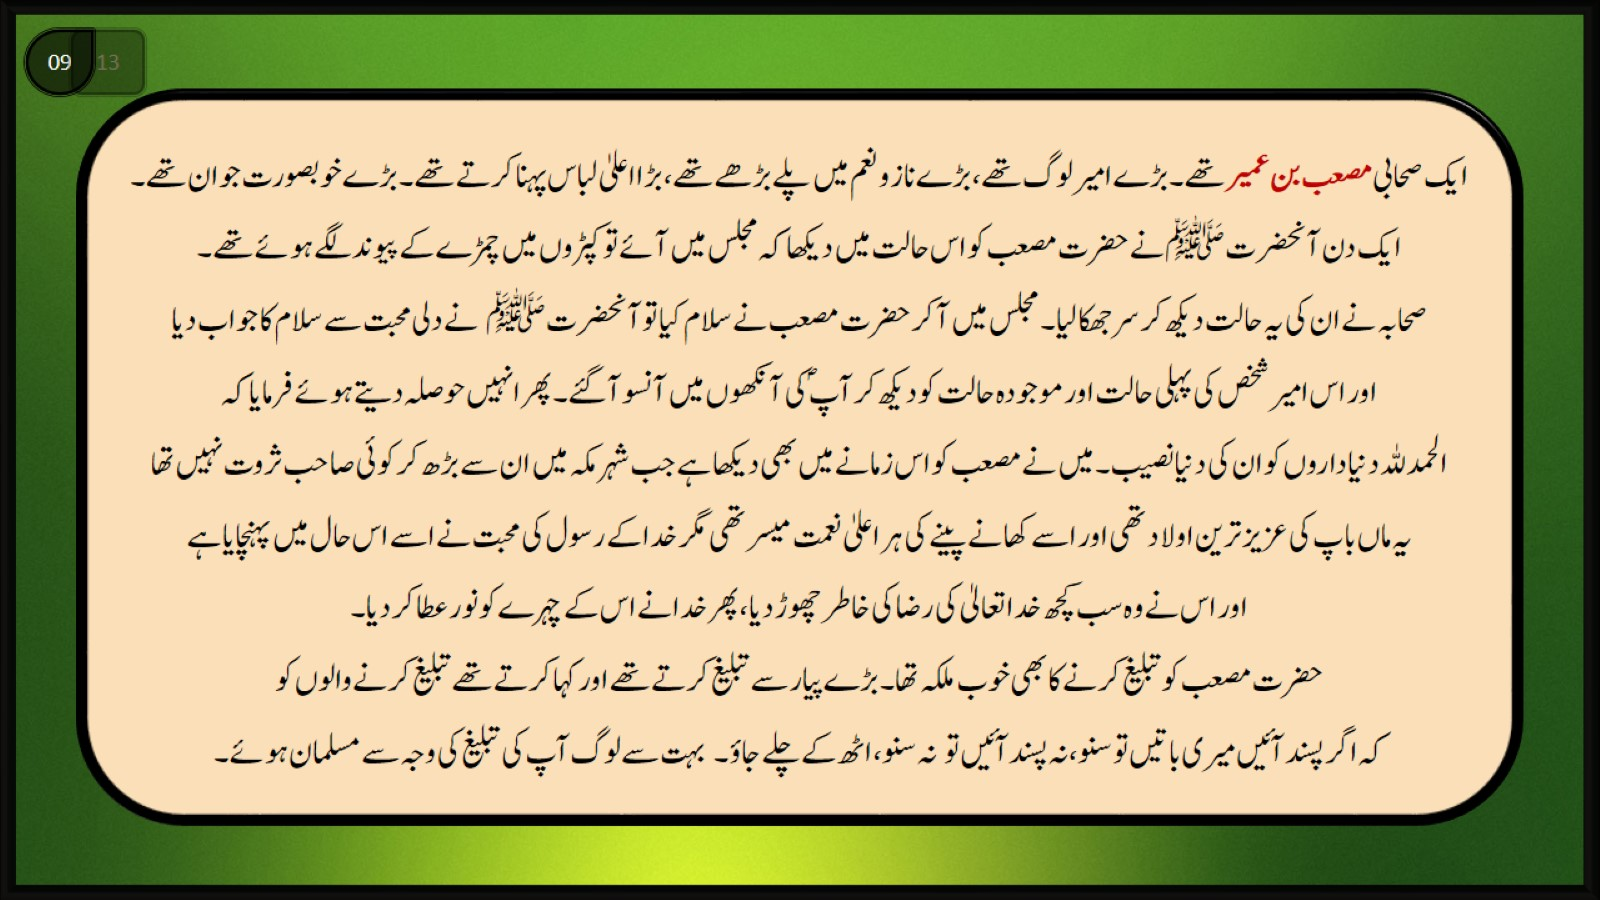 09 13
ایک صحابی مصعب بن عمیر تھے۔ بڑے امیر لوگ تھے، بڑے نازو نعم میں پلے بڑھے تھے، بڑا اعلیٰ لباس پہنا کرتے تھے۔ بڑے خوبصورت جوان تھے۔
ایک دن آنحضرت ﷺ نے حضرت مصعب کو اس حالت میں دیکھا کہ مجلس میں آئے تو کپڑوں میں چمڑے کے پیوند لگے ہوئے تھے۔
صحابہ نے ان کی یہ حالت دیکھ کر سر جھکا لیا۔ مجلس میں آ کر حضرت مصعب نے سلام کیا تو آنحضرت ﷺ نے دلی محبت سے سلام کا جواب دیا
اور اس امیر شخص کی پہلی حالت اور موجودہ حالت کو دیکھ کر آپؐ کی آنکھوں میں آنسو آ گئے۔ پھر انہیں حوصلہ دیتے ہوئے فرمایا کہ
الحمد للہ دنیا داروں کو ان کی دنیا نصیب۔ میں نے مصعب کو اس زمانے میں بھی دیکھا ہے جب شہر مکہ میں ان سے بڑھ کر کوئی صاحب ثروت نہیں تھا
یہ ماں باپ کی عزیز ترین اولاد تھی اور اسے کھانے پینے کی ہر اعلیٰ نعمت میسر تھی مگر خدا کے رسول کی محبت نے اسے اس حال میں پہنچایا ہے
اور اس نے وہ سب کچھ خدا تعالیٰ کی رضا کی خاطر چھوڑ دیا، پھر خدا نے اس کے چہرے کو نور عطا کر دیا۔
حضرت مصعب کو تبلیغ کرنے کا بھی خوب ملکہ تھا۔ بڑے پیار سے تبلیغ کرتے تھے اور کہا کرتے تھے تبلیغ کرنے والوں کو
کہ اگر پسند آئیں میری باتیں تو سنو، نہ پسند آئیں تو نہ سنو، اٹھ کے چلے جاؤ۔ بہت سے لوگ آپ کی تبلیغ کی وجہ سے مسلمان ہوئے۔